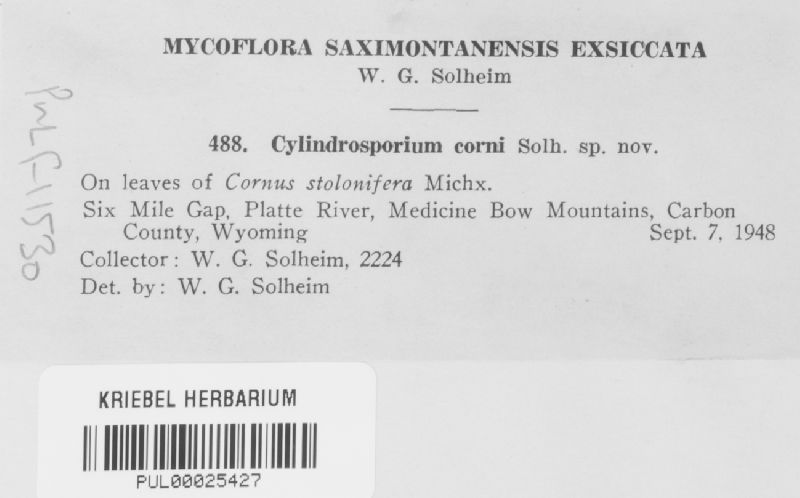 MYCOFLORA SAXIMONTANENSIS EXSICCATA
W. G. Solheim
488. Cylindrosporium corni Solh. sp. nov.
On leaves of Cornus stolonifera Michx.
Six Mile Gap, Platte River, Medicine Bow Mountains, Carbon
County, Wyoming Sept. 7, 1948
Collector: W. G. Solheim, 2224
Det. by: W. G. Solheim
PUL F-11530
KRIEBEL HERBARIUM
PUL00025427